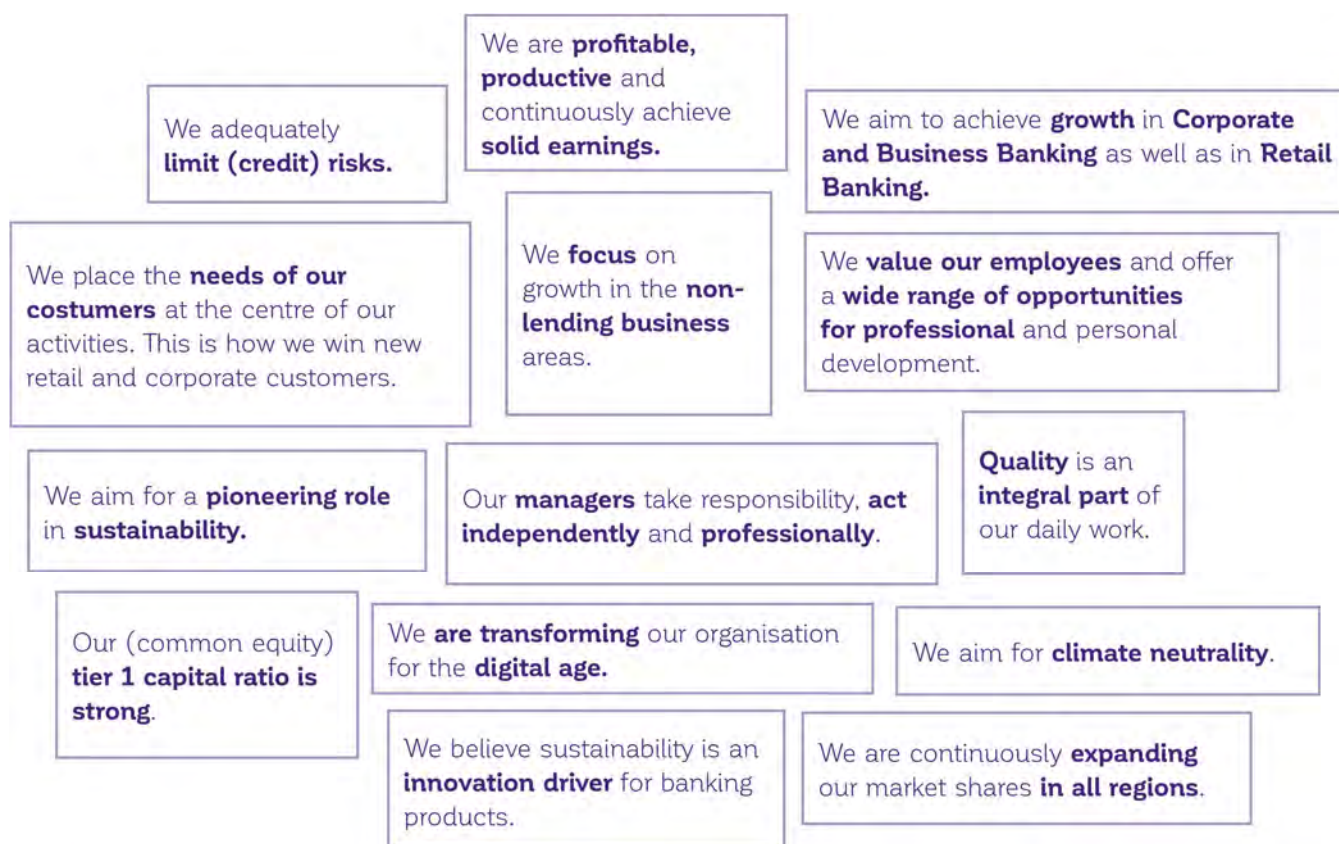 We are profitable,
productive and
continuously achieve
solid earnings.
We adequately
limit (credit) risks.
We aim to achieve growth in Corporate
and Business Banking as well as in Retail
Banking.
We place the needs of our
costumers at the centre of our
activities. This is how we win new
retail and corporate customers.
We focus on
growth in the non-
lending business
areas.
We value our employees and offer
a wide range of opportunities
for professional and personal
development.
We aim for a pioneering role
in sustainability.
Our managers take responsibility, act
independently and professionally.
Quality is an
integral part of
our daily work.
Our (common equity)
tier 1 capital ratio is
strong.
We are transforming our organisation
for the digital age.
We aim for climate neutrality.
We believe sustainability is an
innovation driver for banking
products.
We are continuously expanding
our market shares in all regions.